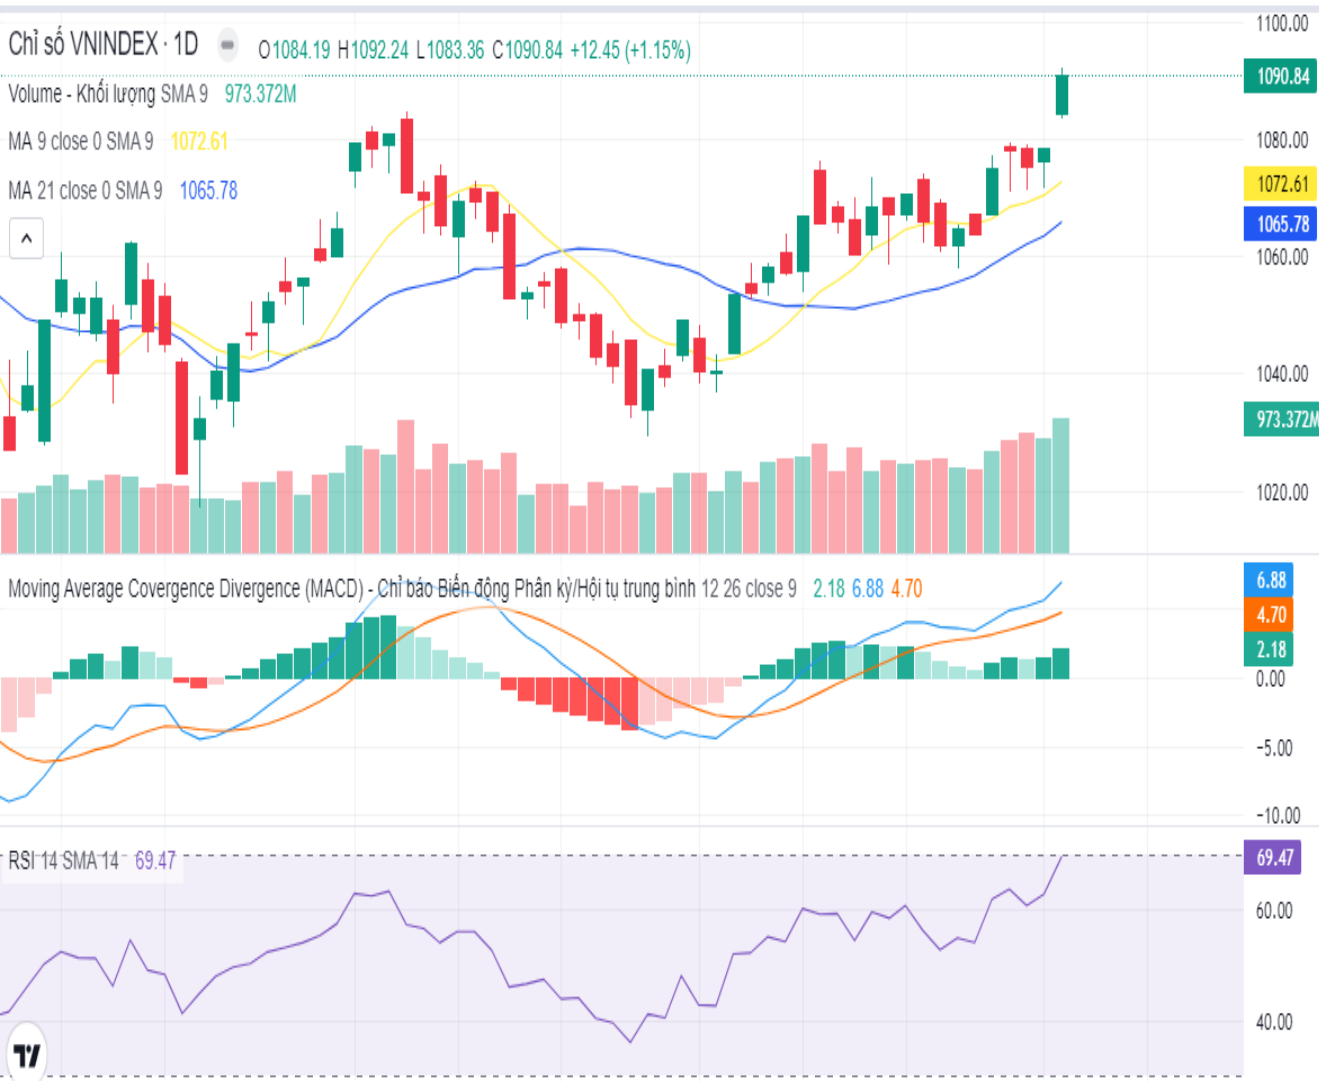 1100.00
Chỉ số VNINDEX · 1D O1084.19 H1092.24 L1083.36 C1090.84 +12.45 (+1.15%)
1090.84
Volume - Khối lượng SMA 9 973.372M
MA 9 close 0 SMA 9 1072.61
1080.00
MA 21 close 0 SMA 9 1065.78
1072.61
1065.78
1060.00
1040.00
973.372M
1020.00
Moving Average Covergence Divergence (MACD) - Chỉ báo Biến động Phân kỳ/Hội tụ trung bình 12 26 close 9 2.18 6.88 4.70
6.88
4.70
2.18
0.00
−5.00
−10.00
RSI 14 SMA 14 69.47
69.47
60.00
40.00